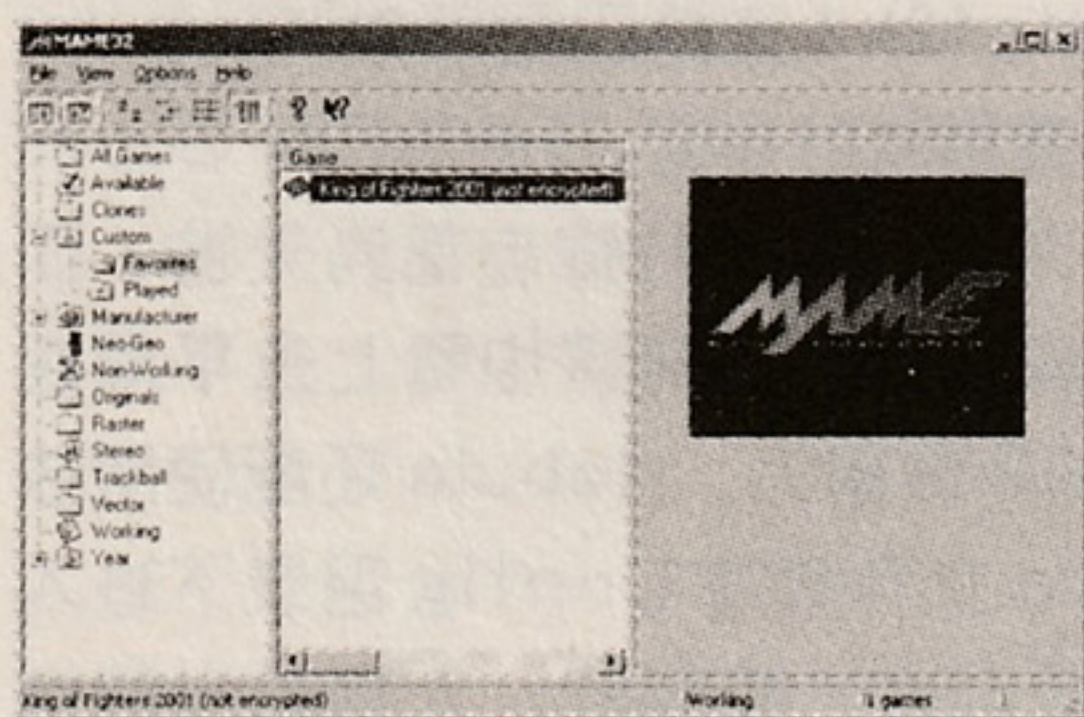 MAME32
File View Options Help
All Games
Available
Clones
Custom
Favorites
Played
Manufacturer
Neo-Geo
Non-Working
Originals
Raster
Stereo
Trackball
Vector
Working
Year
Game
King of Fighters 2001 (not encrypted)
MAME
King of Fighters 2001 (not encrypted)
Working
1 games